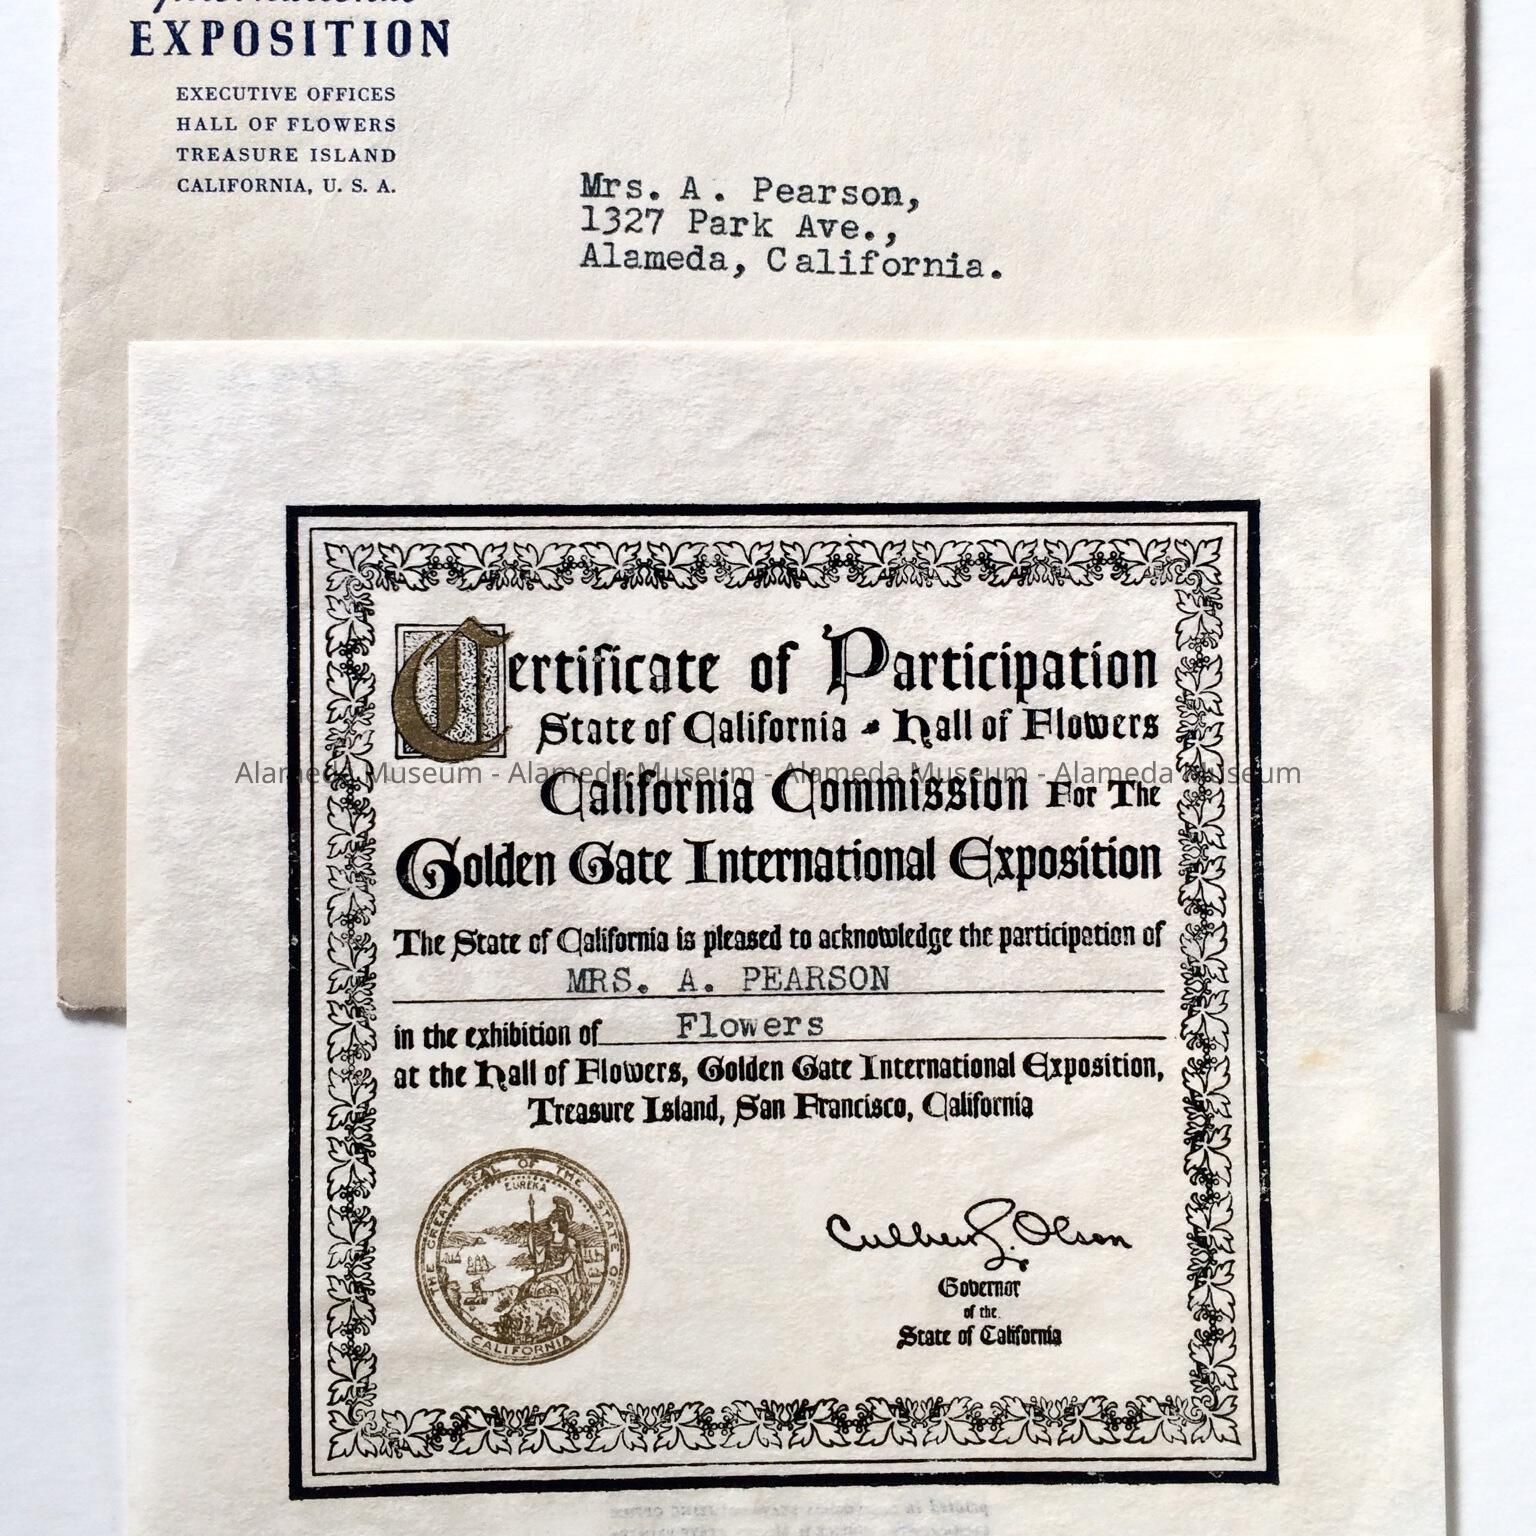 International
EXPOSITION
EXECUTIVE OFFICES
HALL OF FLOWERS
TREASURE ISLAND
CALIFORNIA, U. S. A.
Mrs. A. Pearson,
1327 Park Ave.,
Alameda, California.
Certificate of Participation
State of California - Hall of Flowers
Alameda Museum - Alameda Museum - Alameda Museum - Alameda Museum
California Commission For The
Golden Gate International Exposition
The State of California is pleased to acknowledge the participation of
MRS. A. PEARSON
in the exhibition of Flowers
at the Hall of Flowers, Golden Gate International Exposition,
Treasure Island, San Francisco, California
THE GREAT SEAL OF THE STATE OF CALIFORNIA
EUREKA
Culbert L. Olson
Governor
of the
State of California